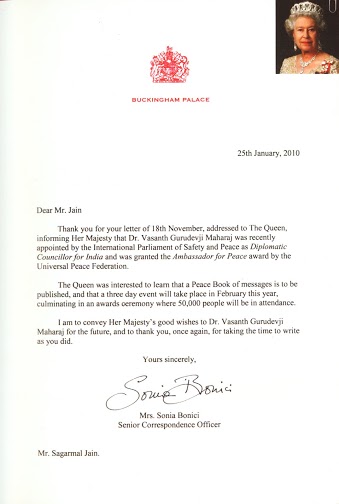 BUCKINGHAM PALACE
25th January, 2010
Dear Mr. Jain
Thank you for your letter of 18th November, addressed to The Queen,
informing Her Majesty that Dr. Vasanth Gurudevji Maharaj was recently
appointed by the International Parliament of Safety and Peace as Diplomatic
Councillor for India and was granted the Ambassador for Peace award by the
Universal Peace Federation.
The Queen was interested to learn that a Peace Book of messages is to be
published, and that a three day event will take place in February this year,
culminating in an awards ceremony where 50,000 people will be in attendance.
I am to convey Her Majesty's good wishes to Dr. Vasanth Gurudevji
Maharaj for the future, and to thank you, once again, for taking the time to write
as you did.
Yours sincerely,
Sonia Bonici
Mrs. Sonia Bonici
Senior Correspondence Officer
Mr. Sagarmal Jain.